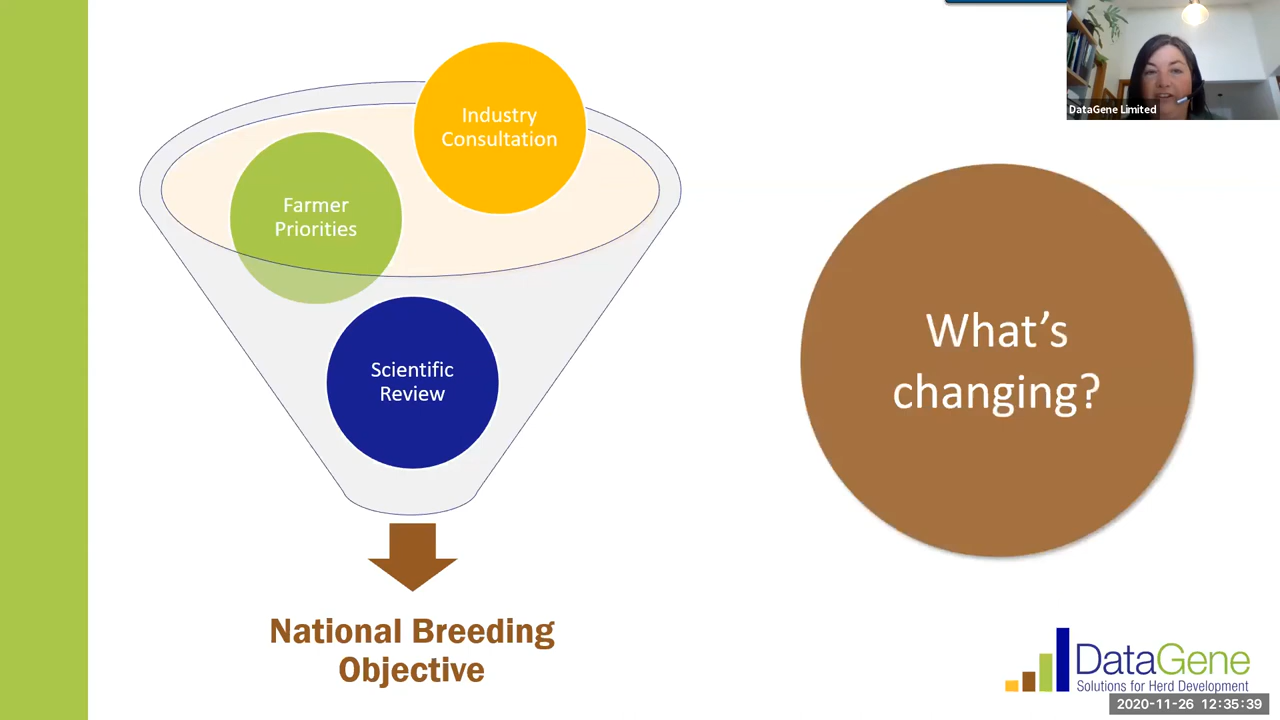 Industry
Consultation
Farmer
Priorities
Scientific
Review
National Breeding
Objective
What's
changing?
DataGene Limited
DataGene
Solutions for Herd Development
2020-11-26 12:35:39